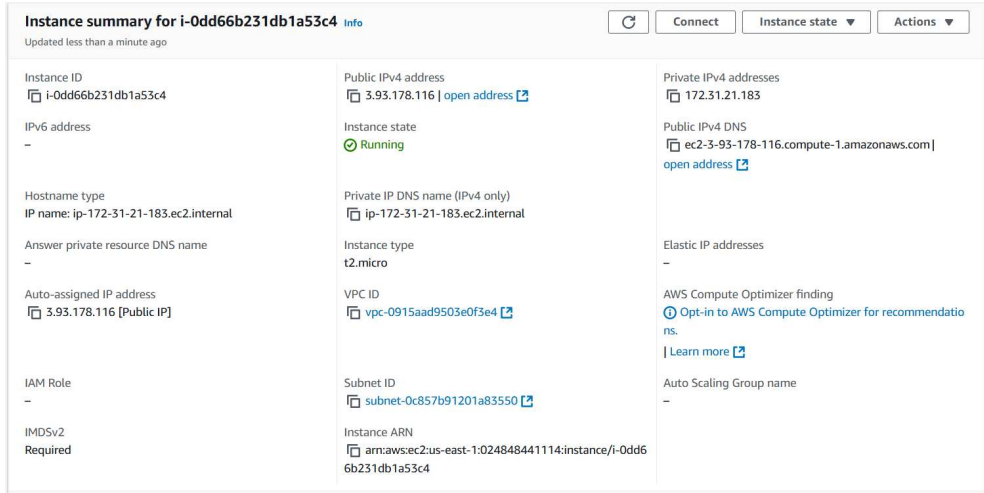 Instance summary for i-0dd66b231db1a53c4 Info
Connect
Instance state
Actions
Updated less than a minute ago
Instance ID
i-0dd66b231db1a53c4
Public IPv4 address
3.93.178.116 | open address
Private IPv4 addresses
172.31.21.183
IPv6 address
–
Instance state
Running
Public IPv4 DNS
ec2-3-93-178-116.compute-1.amazonaws.com |
open address
Hostname type
IP name: ip-172-31-21-183.ec2.internal
Private IP DNS name (IPv4 only)
ip-172-31-21-183.ec2.internal
Answer private resource DNS name
–
Instance type
t2.micro
Elastic IP addresses
–
Auto-assigned IP address
3.93.178.116 [Public IP]
VPC ID
vpc-0915aad9503e0f3e4
AWS Compute Optimizer finding
Opt-in to AWS Compute Optimizer for recommendatio
ns.
| Learn more
IAM Role
–
Subnet ID
subnet-0c857b91201a83550
Auto Scaling Group name
–
IMDSv2
Required
Instance ARN
arn:aws:ec2:us-east-1:024848441114:instance/i-0dd6
6b231db1a53c4